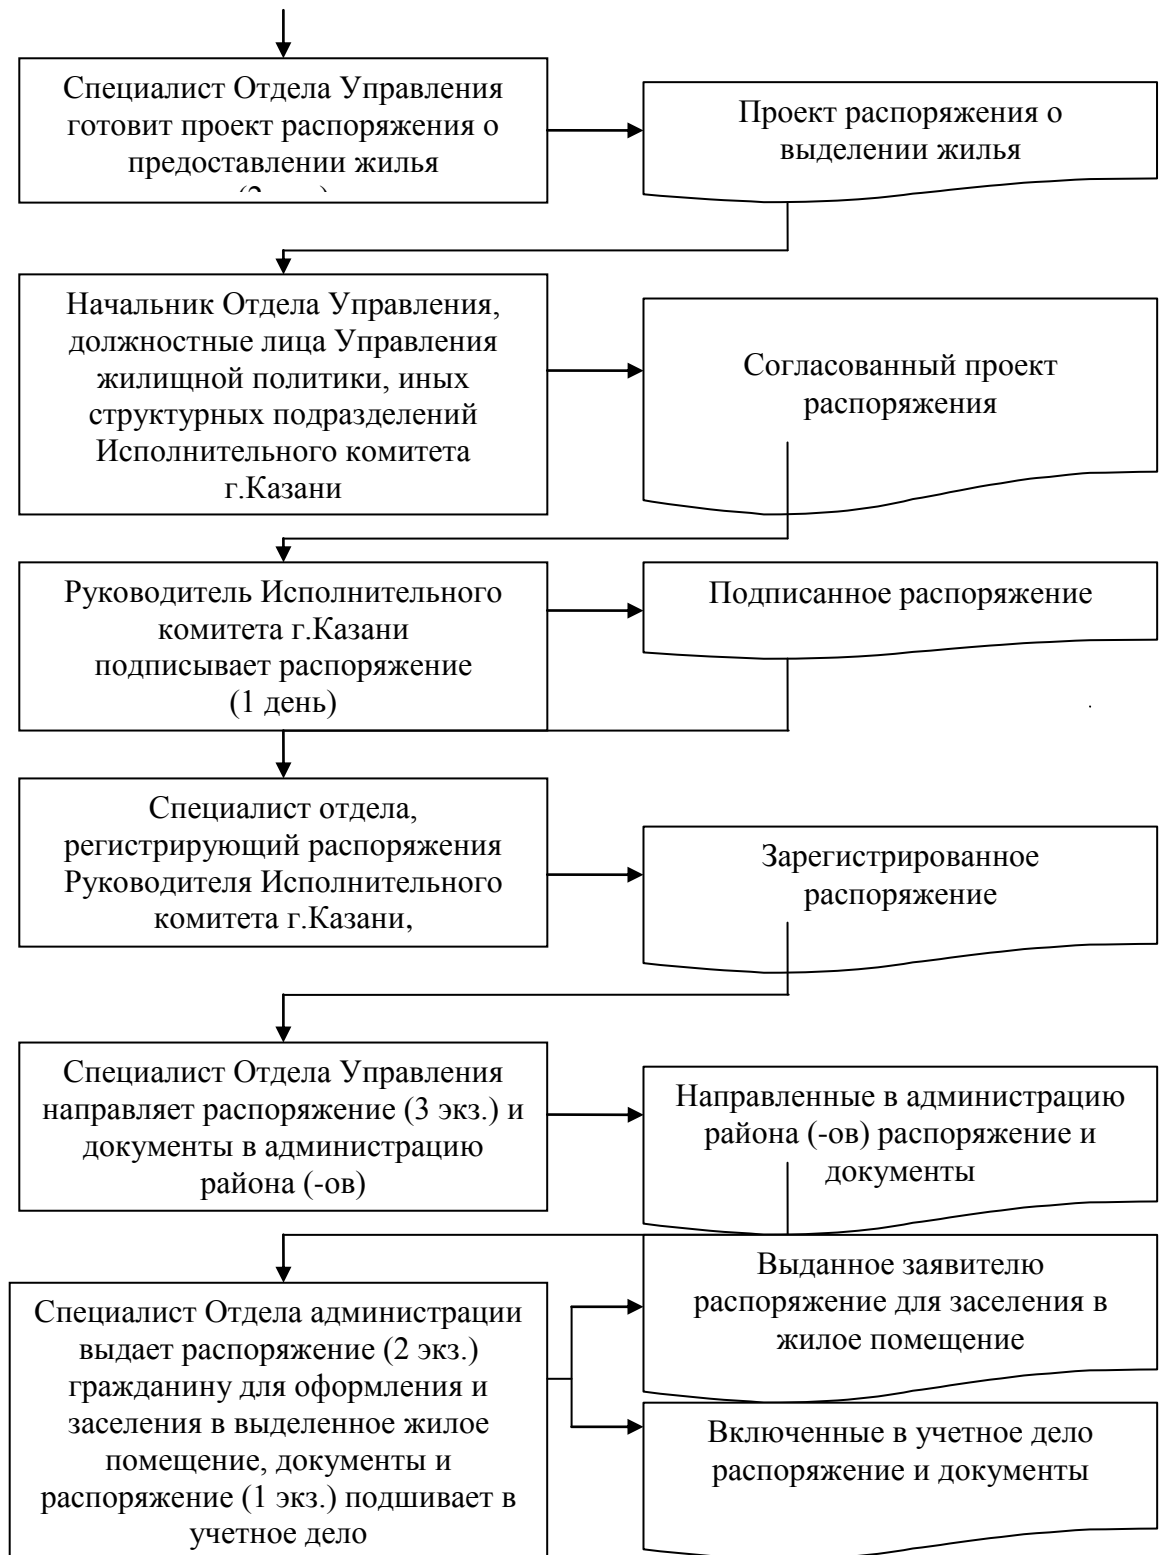 Специалист Отдела Управления
готовит проект распоряжения о
предоставлении жилья
Проект распоряжения о
выделении жилья
Начальник Отдела Управления,
должностные лица Управления
жилищной политики, иных
структурных подразделений
Исполнительного комитета
г.Казани
Согласованный проект
распоряжения
Руководитель Исполнительного
комитета г.Казани
подписывает распоряжение
(1 день)
Подписанное распоряжение
Специалист отдела,
регистрирующий распоряжения
Руководителя Исполнительного
комитета г.Казани,
Зарегистрированное
распоряжение
Специалист Отдела Управления
направляет распоряжение (3 экз.) и
документы в администрацию
района (-ов)
Направленные в администрацию
района (-ов) распоряжение и
документы
Специалист Отдела администрации
выдает распоряжение (2 экз.)
гражданину для оформления и
заселения в выделенное жилое
помещение, документы и
распоряжение (1 экз.) подшивает в
учетное дело
Выданное заявителю
распоряжение для заселения в
жилое помещение
Включенные в учетное дело
распоряжение и документы